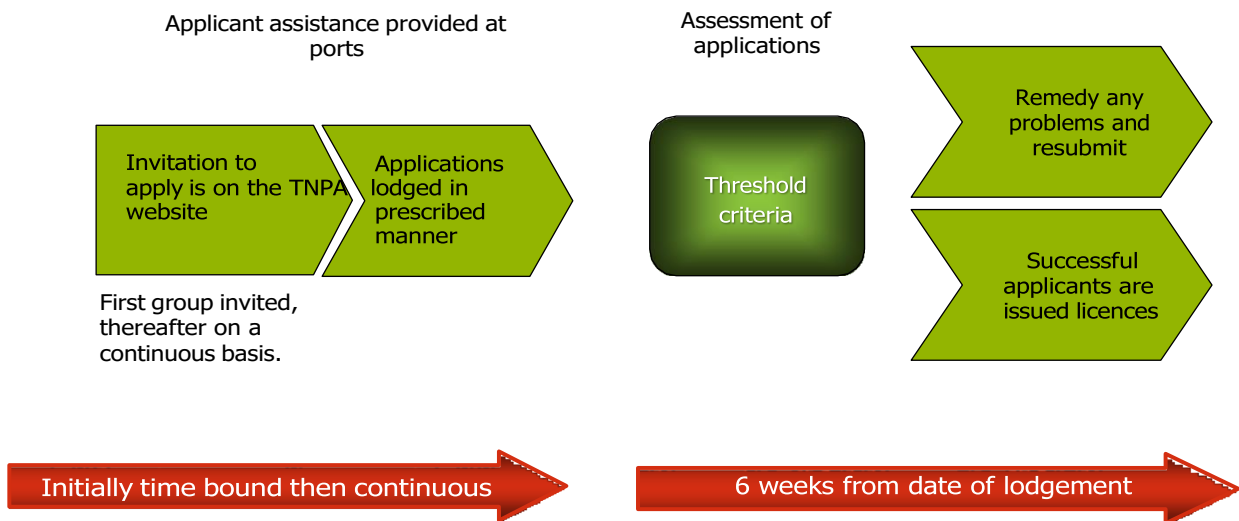 Applicant assistance provided at
ports
Assessment of
applications
Invitation to
apply is on the TNPA
website
Applications
lodged in
prescribed
manner
Threshold
criteria
Remedy any
problems and
resubmit
Successful
applicants are
issued licences
First group invited,
thereafter on a
continuous basis.
Initially time bound then continuous
6 weeks from date of lodgement